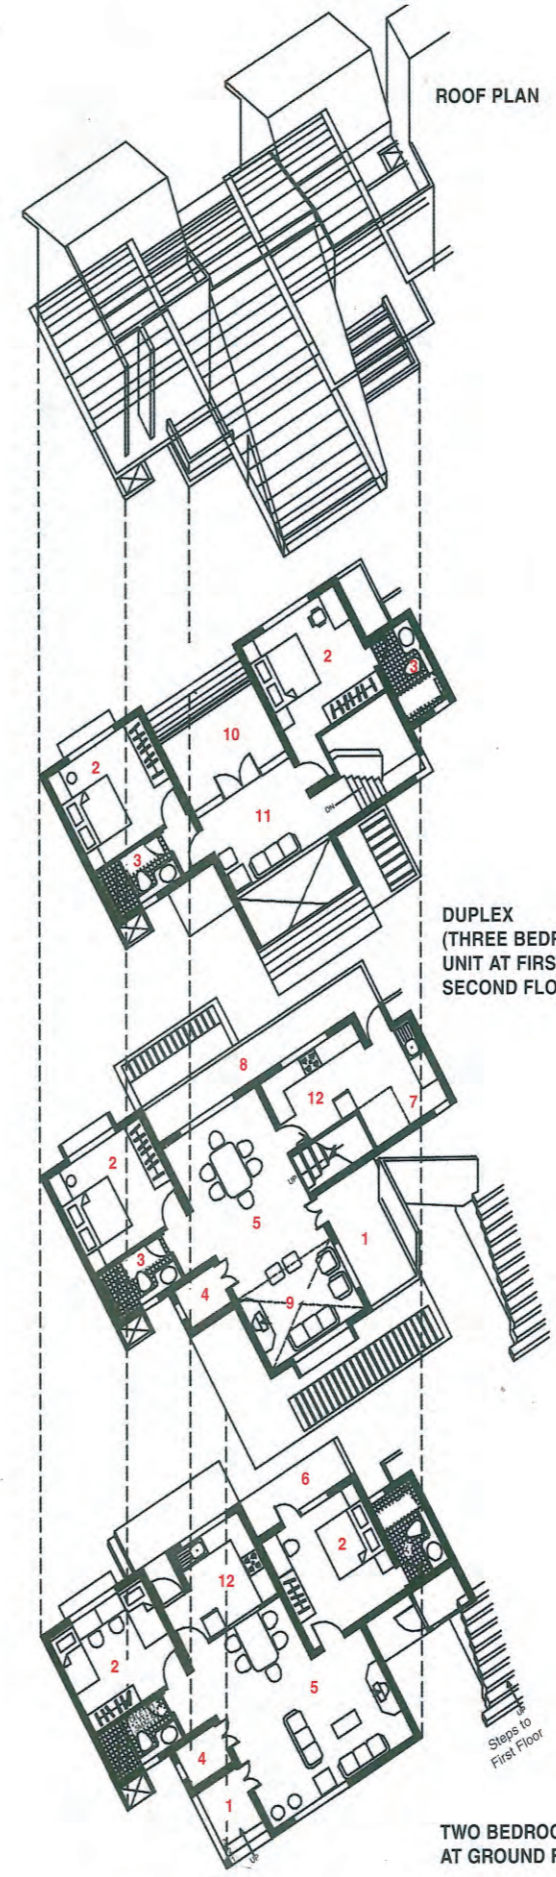 ROOF PLAN
2
3
10
2
11
3
DN
DUPLEX
(THREE BEDR
UNIT AT FIRS
SECOND FLO
8
12
7
2
UP
5
1
3
4
9
6
2
12
2
5
4
1
UP
UP
Steps to
First Floor
TWO BEDROO
AT GROUND F